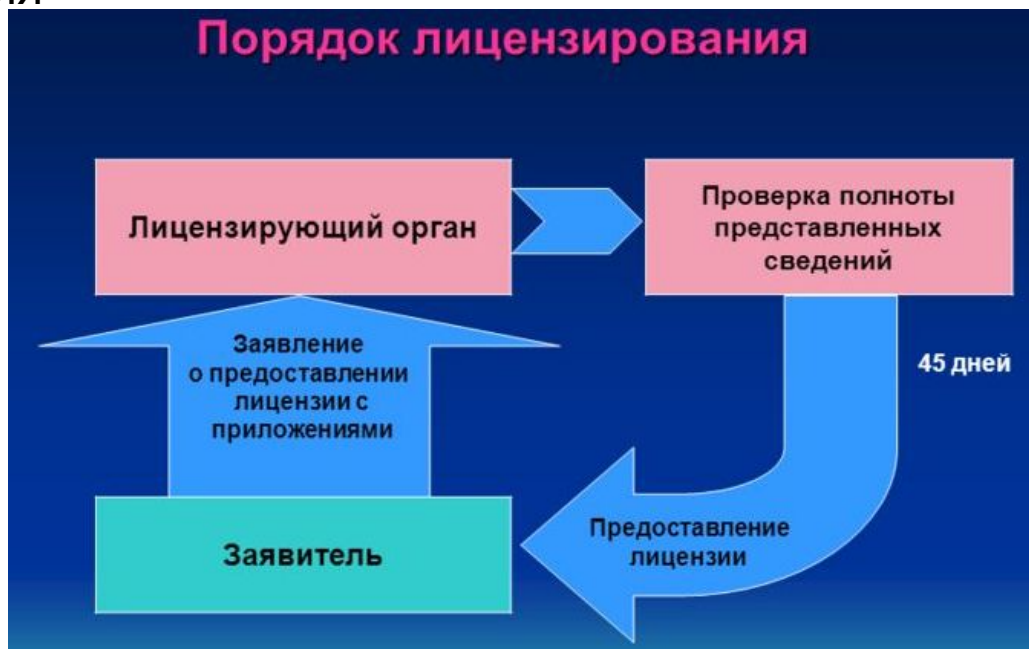 Порядок лицензирования
Лицензирующий орган
Проверка полноты
представленных
сведений
Заявление
о предоставлении
лицензии с
приложениями
45 дней
Заявитель
Предоставление
лицензии